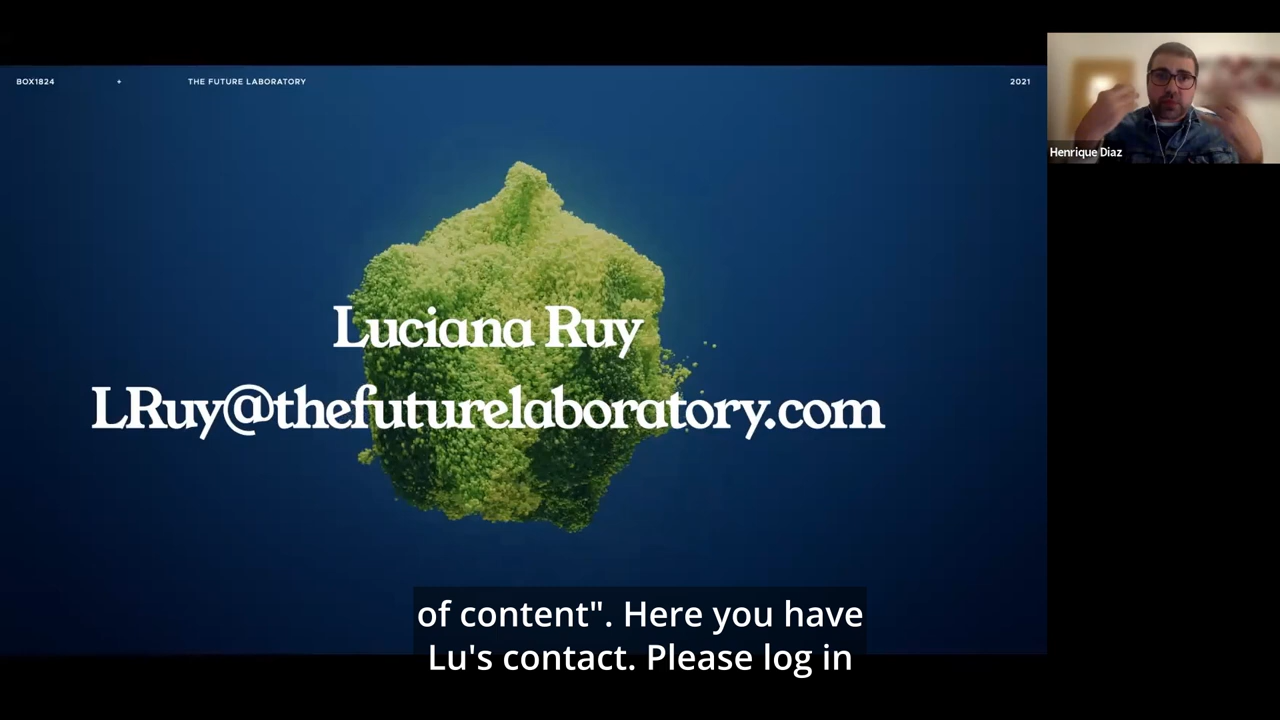 BOX1824 + THE FUTURE LABORATORY 2021
Henrique Diaz
Luciana Ruy
LRuy@thefuturelaboratory.com
of content". Here you have
Lu's contact. Please log in